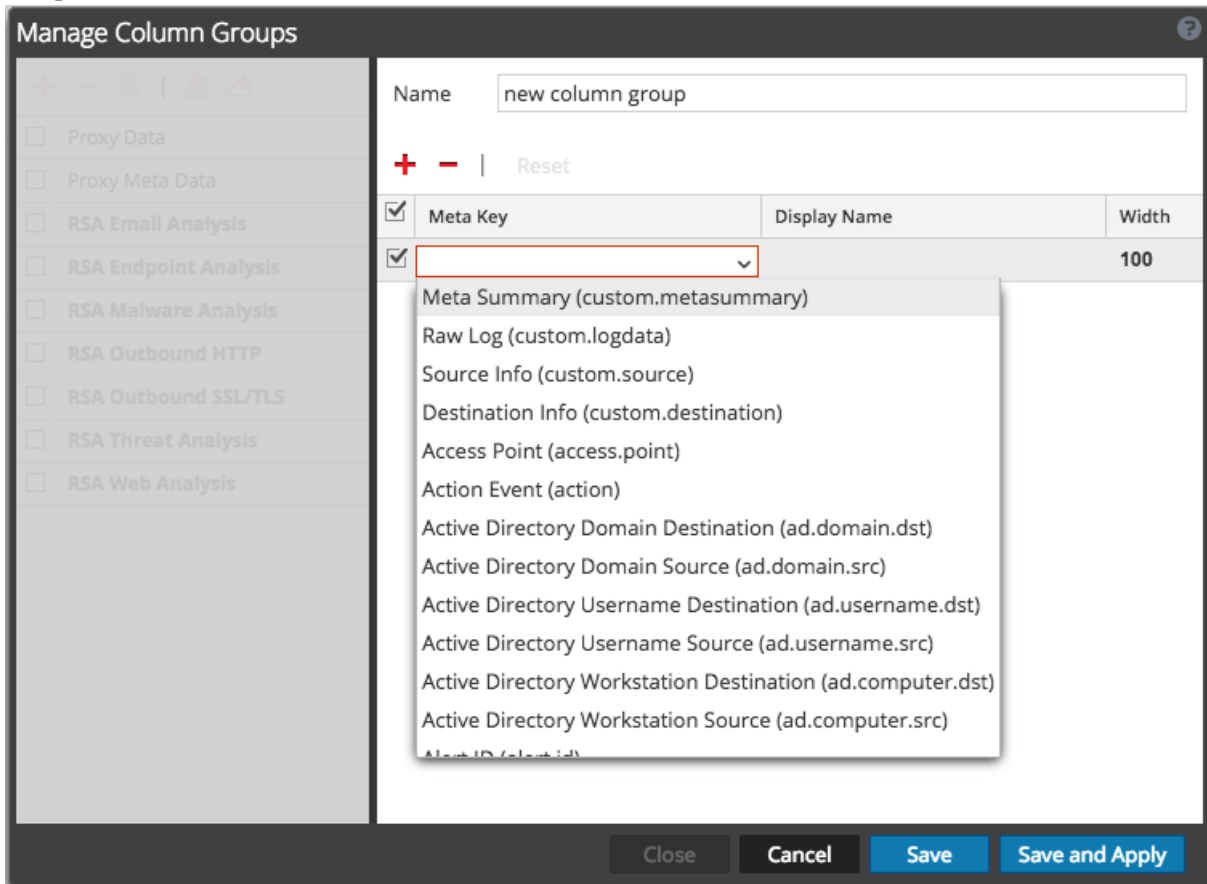 Manage Column Groups
Name new column group
Reset
Proxy Data
Proxy Meta Data
RSA Email Analysis
RSA Endpoint Analysis
RSA Malware Analysis
RSA Outbound HTTP
RSA Outbound SSL/TLS
RSA Threat Analysis
RSA Web Analysis
Meta Key Display Name Width
100
Meta Summary (custom.metasummary)
Raw Log (custom.logdata)
Source Info (custom.source)
Destination Info (custom.destination)
Access Point (access.point)
Action Event (action)
Active Directory Domain Destination (ad.domain.dst)
Active Directory Domain Source (ad.domain.src)
Active Directory Username Destination (ad.username.dst)
Active Directory Username Source (ad.username.src)
Active Directory Workstation Destination (ad.computer.dst)
Active Directory Workstation Source (ad.computer.src)
Alert ID (alert.id)
Close Cancel Save Save and Apply